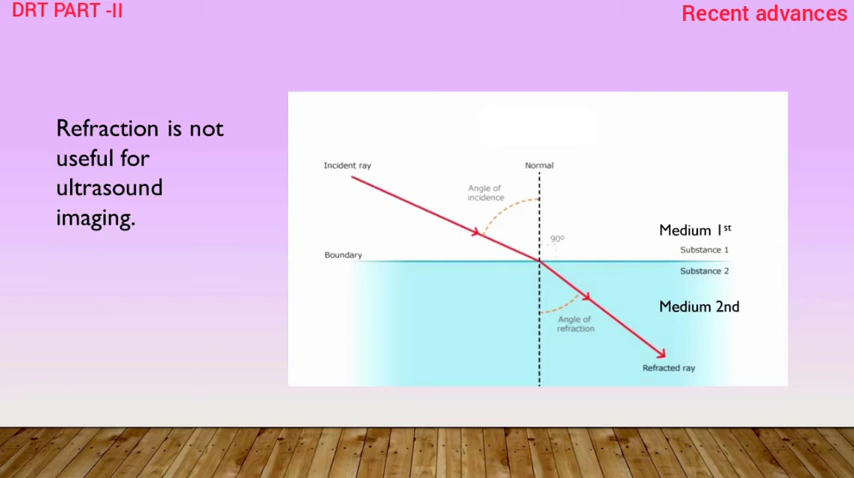 DRT PART -II
Recent advances
Refraction is not
useful for
ultrasound
imaging.
Incident ray
Normal
Angle of
incidence
90º
Medium 1st
Boundary
Substance 1
Substance 2
Medium 2nd
Angle of
refraction
Refracted ray